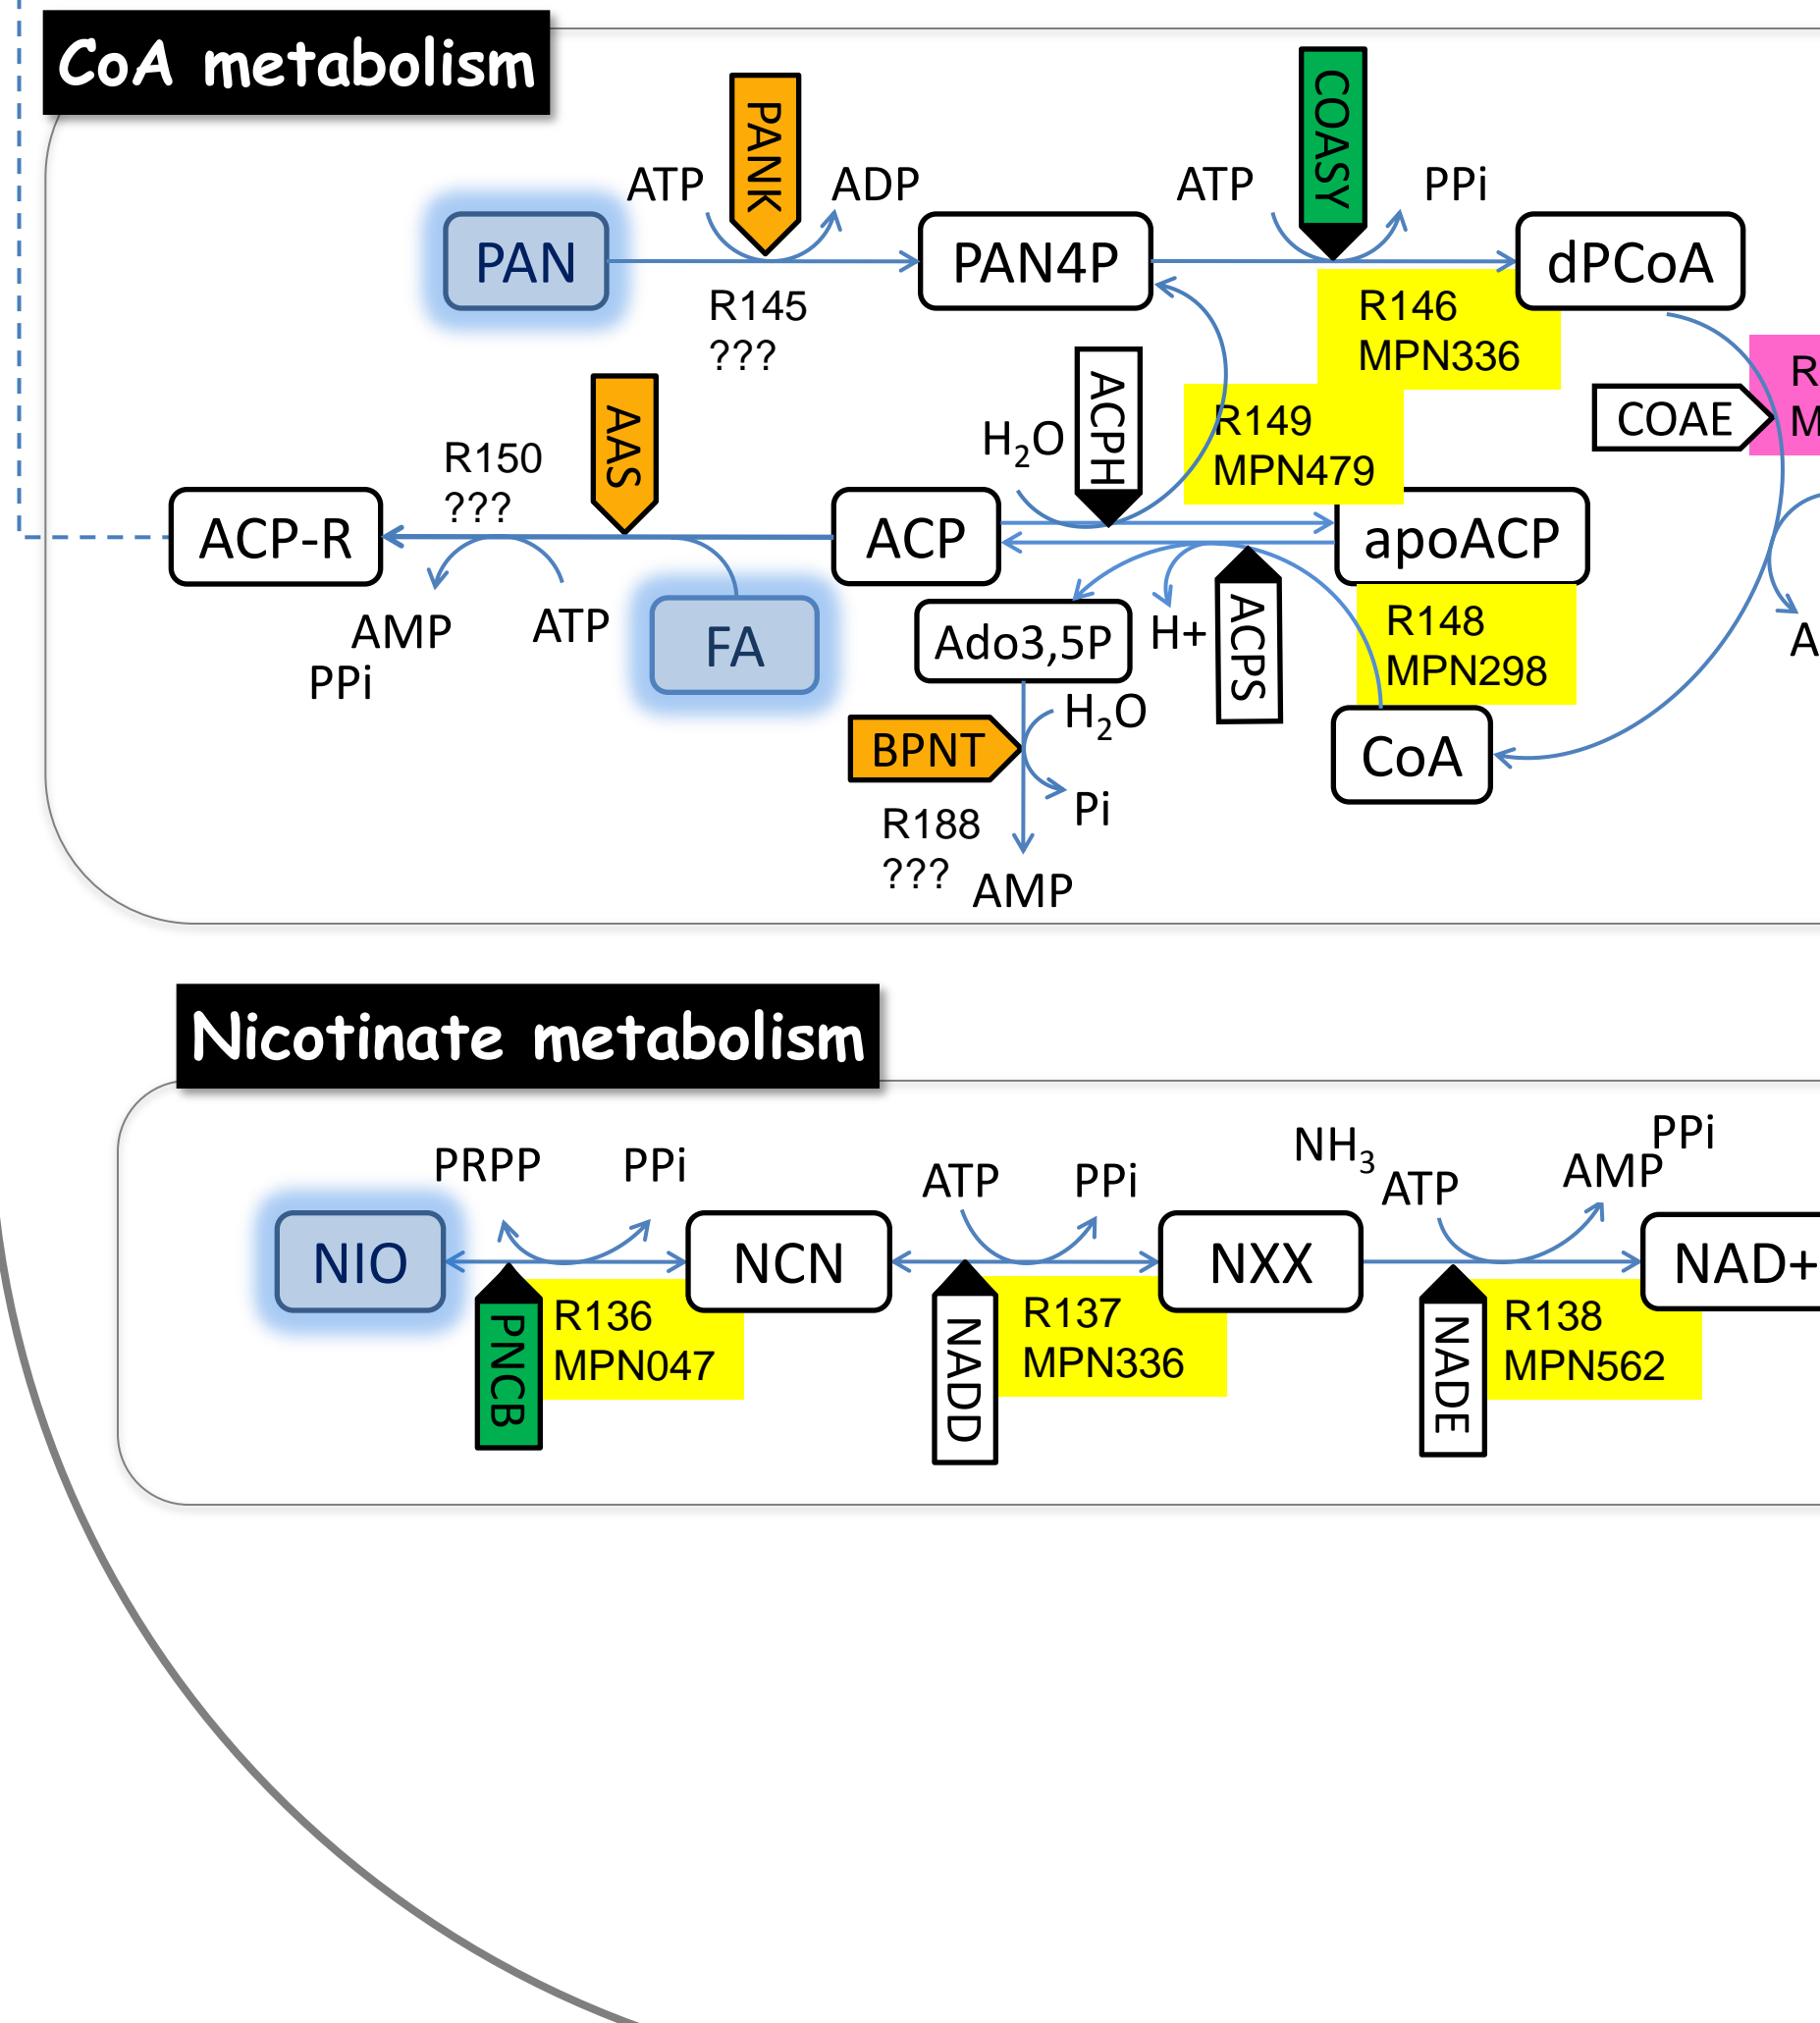 CoA metabolism
PANK
COASY
ATP
ADP
ATP
PPi
PAN
PAN4P
dPCoA
R145
???
R146
MPN336
R
M
COAE
AAS
ACPH
H2O
R149
MPN479
R150
???
ACP-R
ACP
apoACP
AMP
PPi
ATP
FA
Ado3,5P
H+
ACPS
R148
MPN298
A
BPNT
H2O
Pi
CoA
R188
???
AMP
Nicotinate metabolism
PRPP
PPi
ATP
PPi
NH3
ATP
AMP
PPi
NIO
NCN
NXX
NAD+
PNCB
R136
MPN047
NADD
R137
MPN336
NADE
R138
MPN562